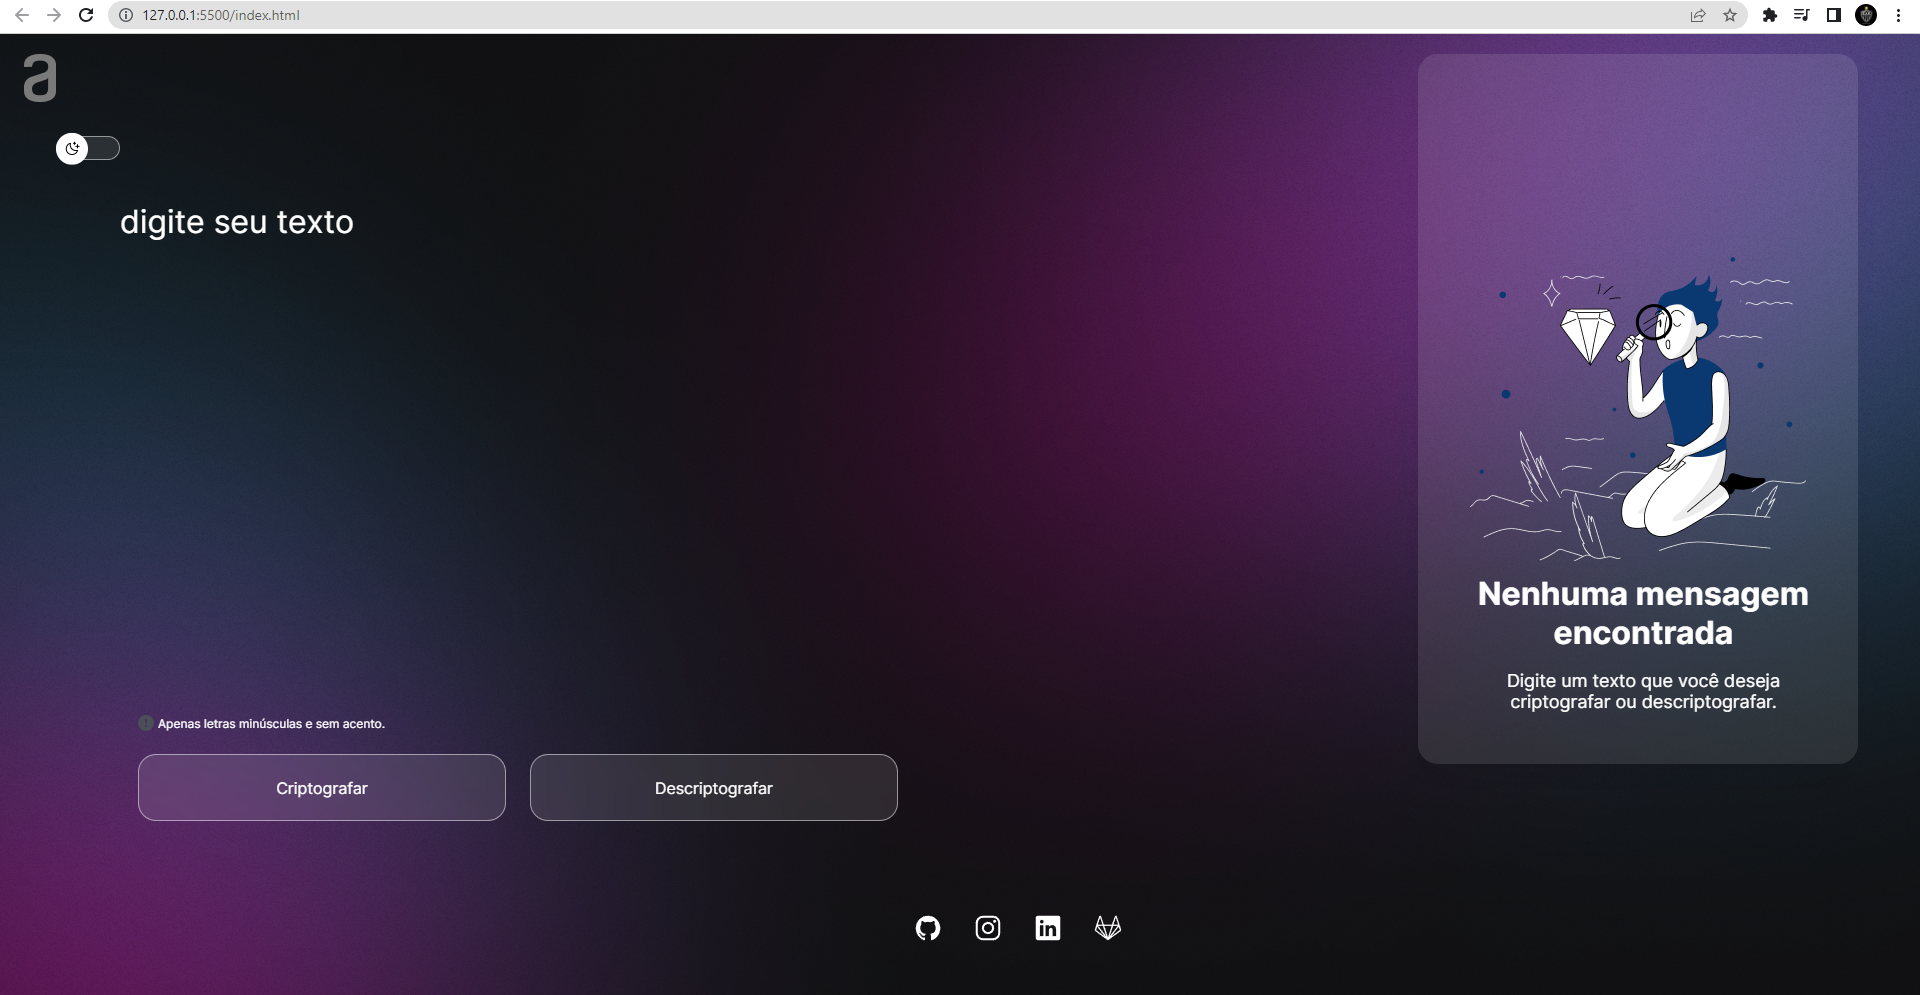 127.0.0.1:5500/index.html
a
digite seu texto
Nenhuma mensagem
encontrada
Digite um texto que você deseja
criptografar ou descriptografar.
! Apenas letras minúsculas e sem acento.
Criptografar
Descriptografar
in